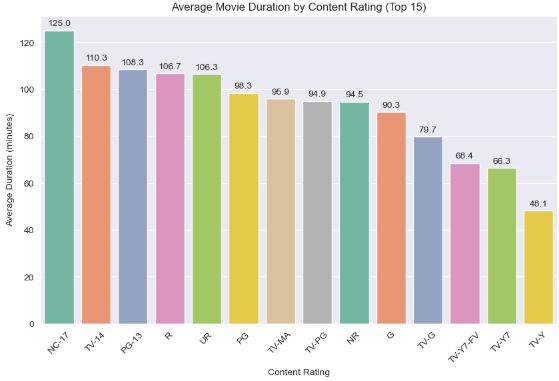 Average Movie Duration by Content Rating (Top 15)
125.0
110.3
108.3
106.7
106.3
98.3
95.9
94.9
94.5
90.3
79.7
68.4
66.3
48.1
Average Duration (minutes)
120
100
80
60
40
20
0
NC-17
TV-14
PG-13
R
UR
PG
TV-MA
TV-PG
NR
G
TV-G
TV-Y7-FV
TV-Y7
TV-Y
Content Rating